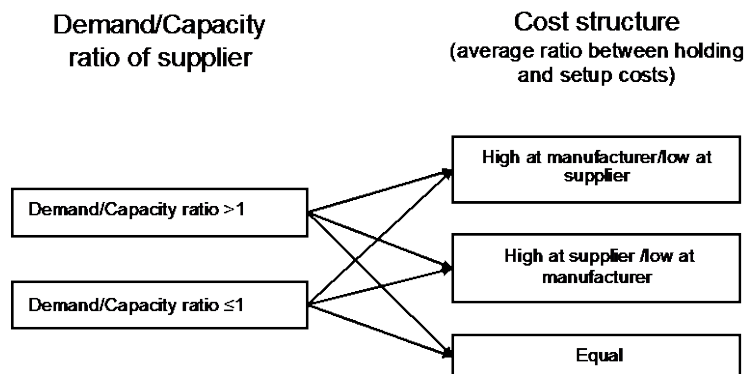 Demand/Capacity
ratio of supplier
Cost structure
(average ratio between holding
and setup costs)
High at manufacturer/low at
supplier
Demand/Capacity ratio >1
High at supplier /low at
manufacturer
Demand/Capacity ratio ≤1
Equal